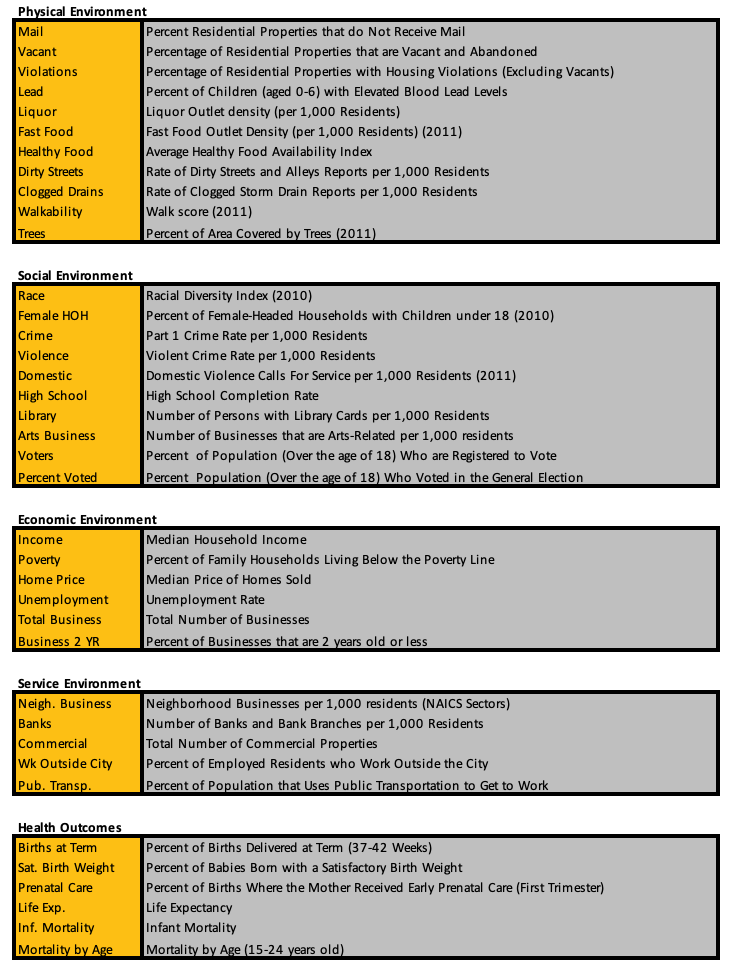 Physical Environment
Mail Percent Residential Properties that do Not Receive Mail
Vacant Percentage of Residential Properties that are Vacant and Abandoned
Violations Percentage of Residential Properties with Housing Violations (Excluding Vacants)
Lead Percent of Children (aged 0-6) with Elevated Blood Lead Levels
Liquor Liquor Outlet density (per 1,000 Residents)
Fast Food Fast Food Outlet Density (per 1,000 Residents) (2011)
Healthy Food Average Healthy Food Availability Index
Dirty Streets Rate of Dirty Streets and Alleys Reports per 1,000 Residents
Clogged Drains Rate of Clogged Storm Drain Reports per 1,000 Residents
Walkability Walk score (2011)
Trees Percent of Area Covered by Trees (2011)
Social Environment
Race Racial Diversity Index (2010)
Female HOH Percent of Female-Headed Households with Children under 18 (2010)
Crime Part 1 Crime Rate per 1,000 Residents
Violence Violent Crime Rate per 1,000 Residents
Domestic Domestic Violence Calls For Service per 1,000 Residents (2011)
High School High School Completion Rate
Library Number of Persons with Library Cards per 1,000 Residents
Arts Business Number of Businesses that are Arts-Related per 1,000 residents
Voters Percent of Population (Over the age of 18) Who are Registered to Vote
Percent Voted Percent Population (Over the age of 18) Who Voted in the General Election
Economic Environment
Income Median Household Income
Poverty Percent of Family Households Living Below the Poverty Line
Home Price Median Price of Homes Sold
Unemployment Unemployment Rate
Total Business Total Number of Businesses
Business 2 YR Percent of Businesses that are 2 years old or less
Service Environment
Neigh. Business Neighborhood Businesses per 1,000 residents (NAICS Sectors)
Banks Number of Banks and Bank Branches per 1,000 Residents
Commercial Total Number of Commercial Properties
Wk Outside City Percent of Employed Residents who Work Outside the City
Pub. Transp. Percent of Population that Uses Public Transportation to Get to Work
Health Outcomes
Births at Term Percent of Births Delivered at Term (37-42 Weeks)
Sat. Birth Weight Percent of Babies Born with a Satisfactory Birth Weight
Prenatal Care Percent of Births Where the Mother Received Early Prenatal Care (First Trimester)
Life Exp. Life Expectancy
Inf. Mortality Infant Mortality
Mortality by Age Mortality by Age (15-24 years old)